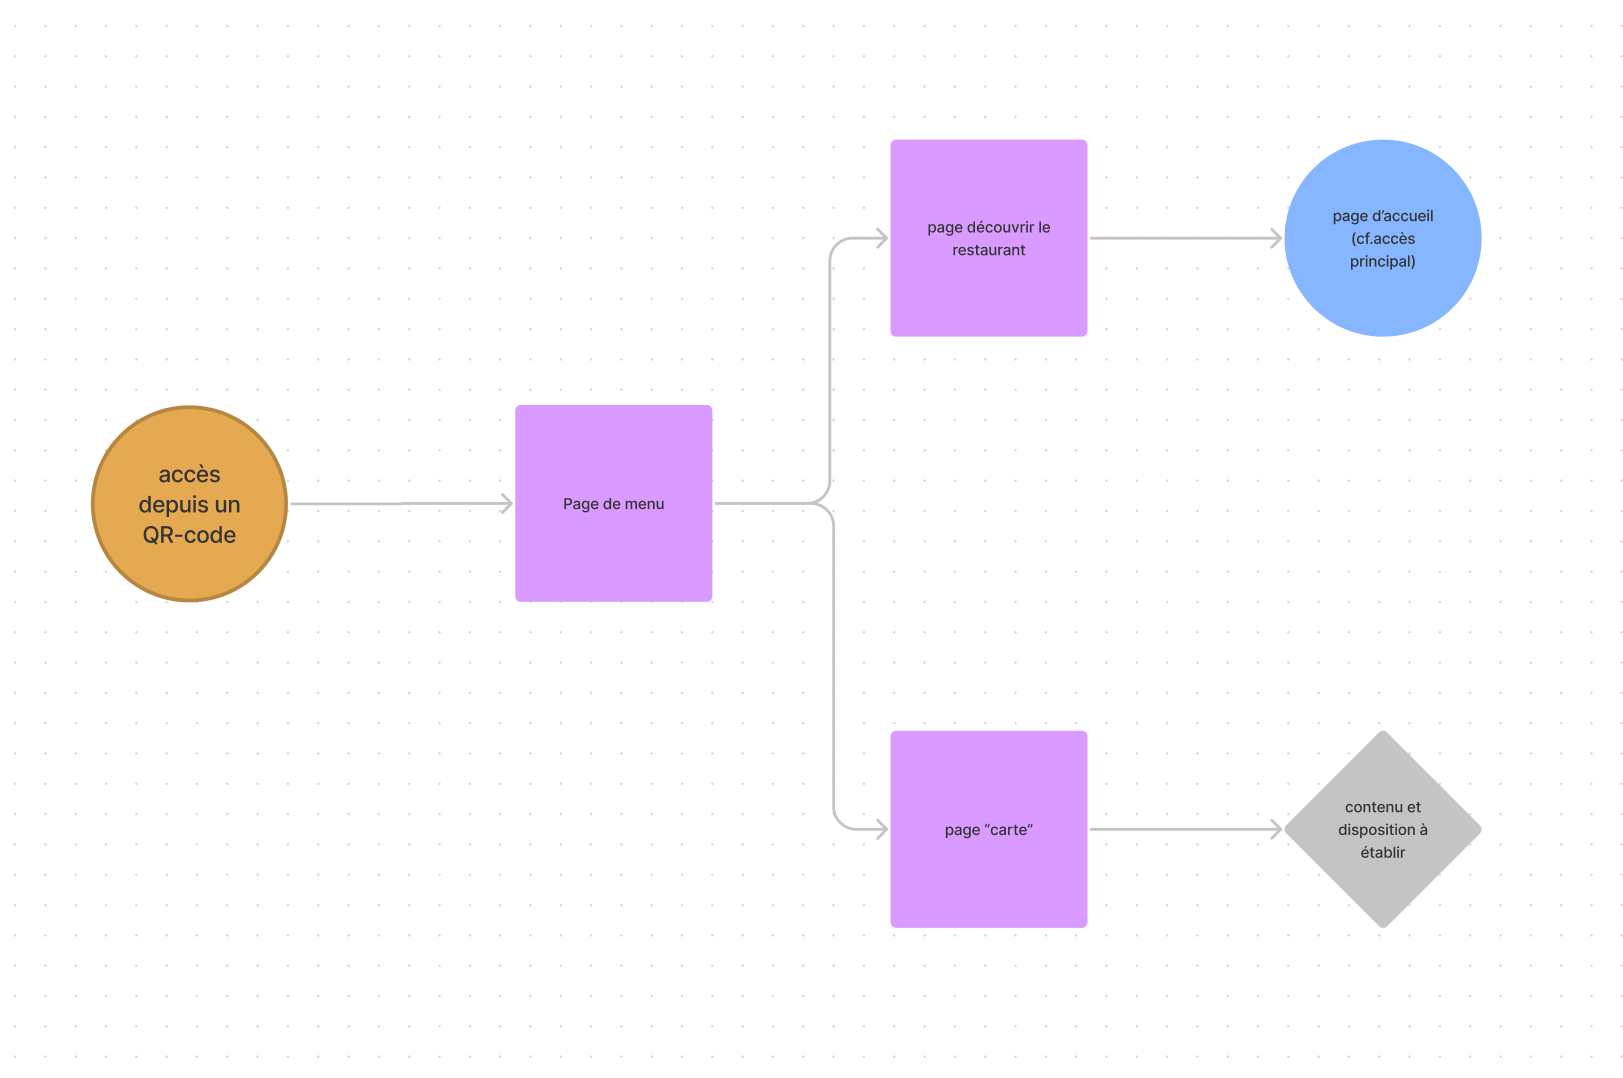 accès
depuis un
QR-code
Page de menu
page découvrir le
restaurant
page d’accueil
(cf.accès
principal)
page “carte”
contenu et
disposition à
établir